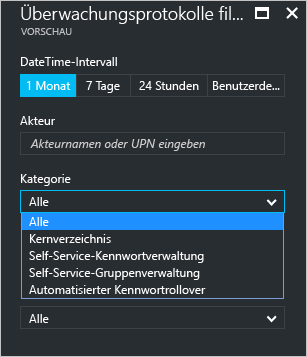 Überwachungsprotokolle fil...
VORSCHAU
DateTime-Intervall
1 Monat
7 Tage
24 Stunden
Benutzerde...
Akteur
Akteurnamen oder UPN eingeben
Kategorie
Alle
Alle
Kernverzeichnis
Self-Service-Kennwortverwaltung
Self-Service-Gruppenverwaltung
Automatisierter Kennwortrollover
Alle